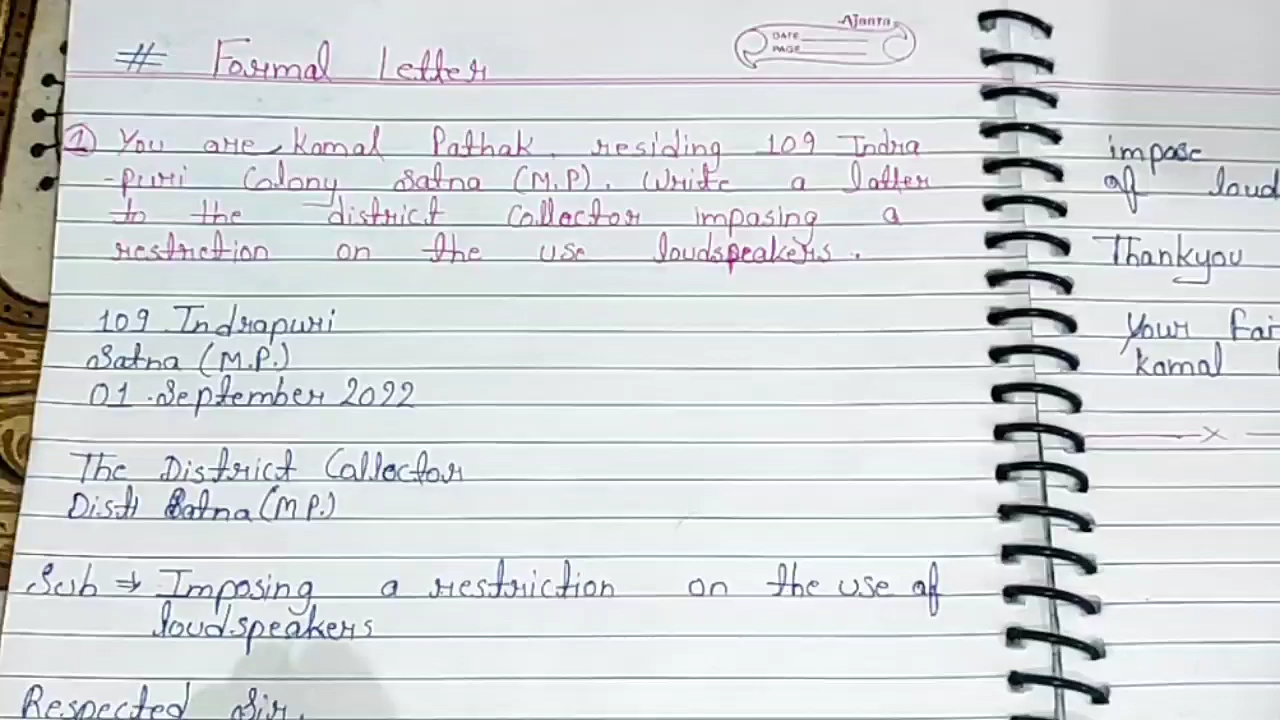 Ajanta
DATE
PAGE
# Formal Letter
1 You are Kamal Pathak, residing 109 Indra
-puri Colony Satna (M.P). Write a latter
to the district collector imposing a
restriction on the use loudspeakers.
109 Indrapuri
Satna (M.P.)
01 September 2022
The District Collector
Distt Satna (M.P.)
Sub ⇒ Imposing a restriction on the use of
loudspeakers
Respected Sir,
impose
of loud
Thankyou
Your Fai
Kamal
x